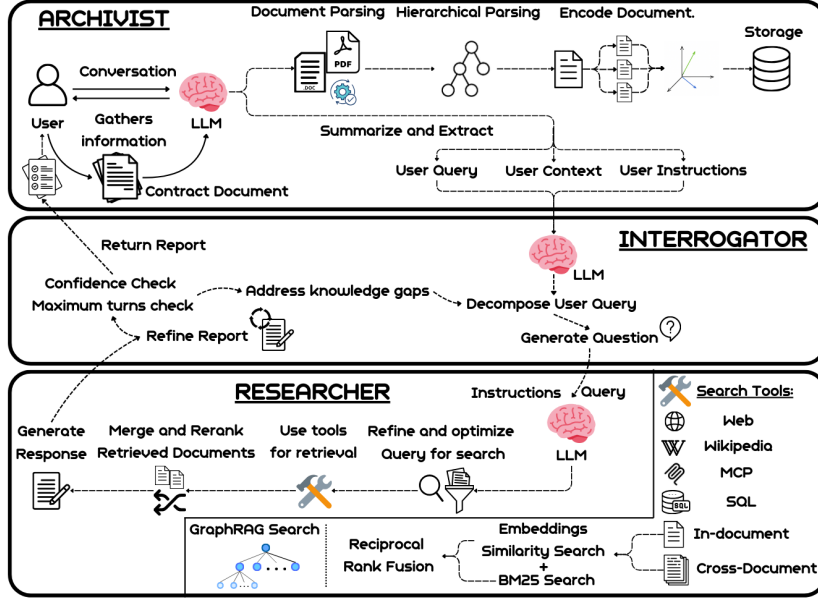 ARCHIVIST
Document Parsing
Hierarchical Parsing
Encode Document.
Storage
PDF
.DOC
Conversation
User
LLM
Gathers
information
Contract Document
Summarize and Extract
User Query
User Context
User Instructions
INTERROGATOR
Return Report
LLM
Confidence Check
Maximum turns check
Address knowledge gaps
Decompose User Query
Refine Report
Generate Question
?
RESEARCHER
Instructions
Query
LLM
Generate
Response
Merge and Rerank
Retrieved Documents
Use tools
for retrieval
Refine and optimize
Query for search
Search Tools:
Web
W
Wikipedia
MCP
SQL
SQL
In-document
Cross-Document
GraphRAG Search
Reciprocal
Rank Fusion
Embeddings
Similarity Search
+
BM25 Search